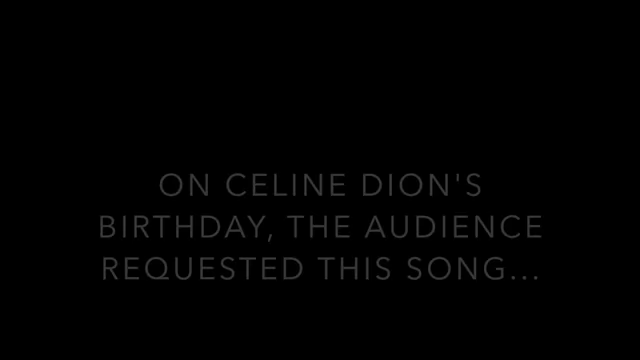 ON CELINE DION'S
BIRTHDAY, THE AUDIENCE
REQUESTED THIS SONG...